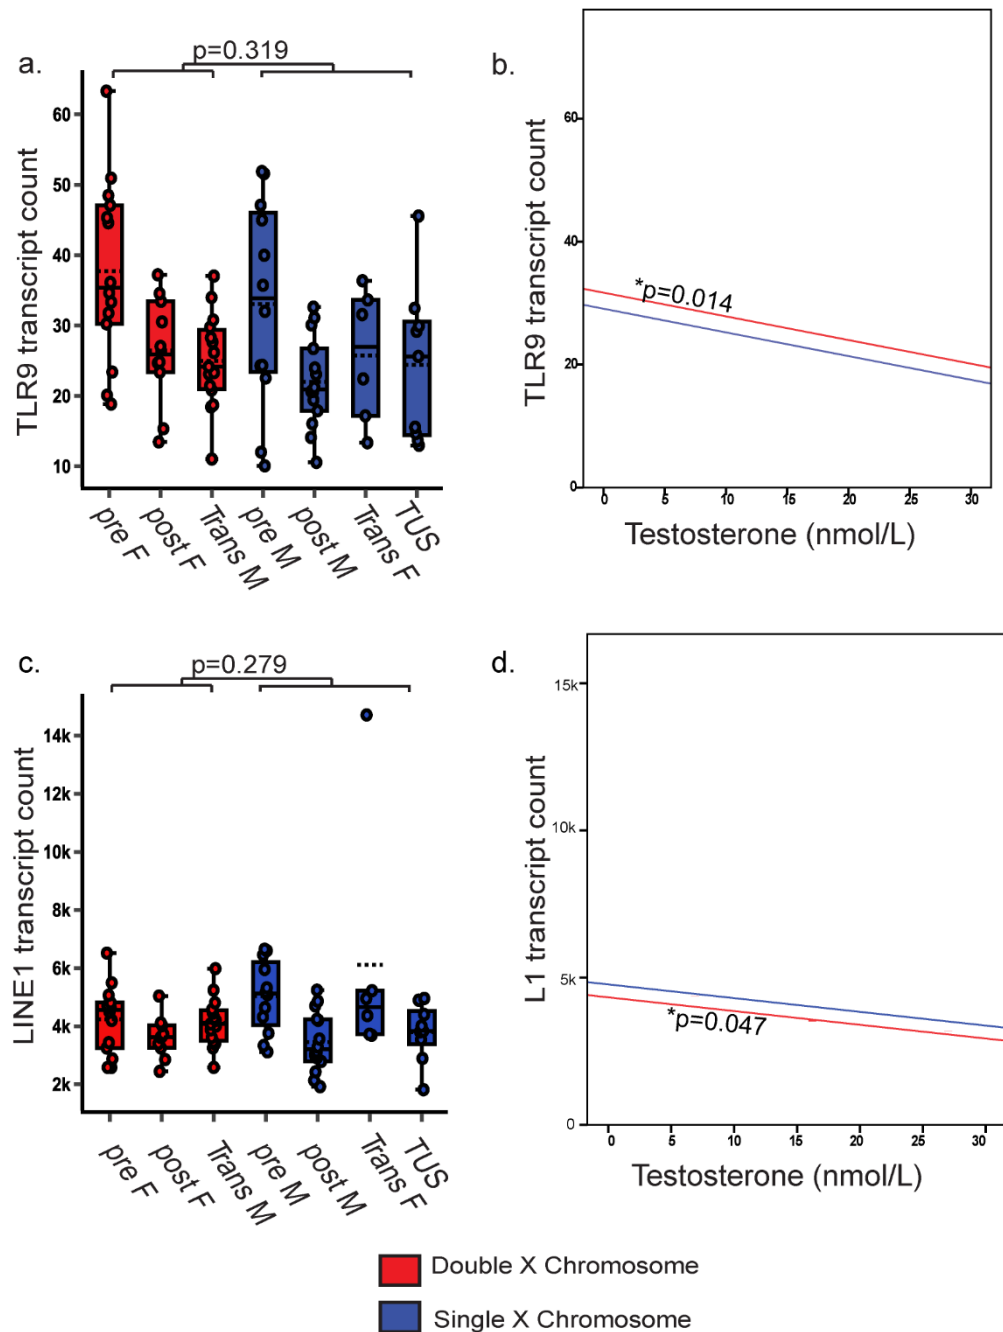 a.
p=0.319
TLR9 transcript count
60
50
40
30
20
10
pre F
post F
Trans M
pre M
post M
Trans F
TUS
b.
TLR9 transcript count
60
40
20
0
*p=0.014
0
5
10
15
20
25
30
Testosterone (nmol/L)
c.
p=0.279
LINE1 transcript count
14k
12k
10k
8k
6k
4k
2k
pre F
post F
Trans M
pre M
post M
Trans F
TUS
d.
L1 transcript count
15k
10k
5k
0
*p=0.047
0
5
10
15
20
25
30
Testosterone (nmol/L)
Double X Chromosome
Single X Chromosome